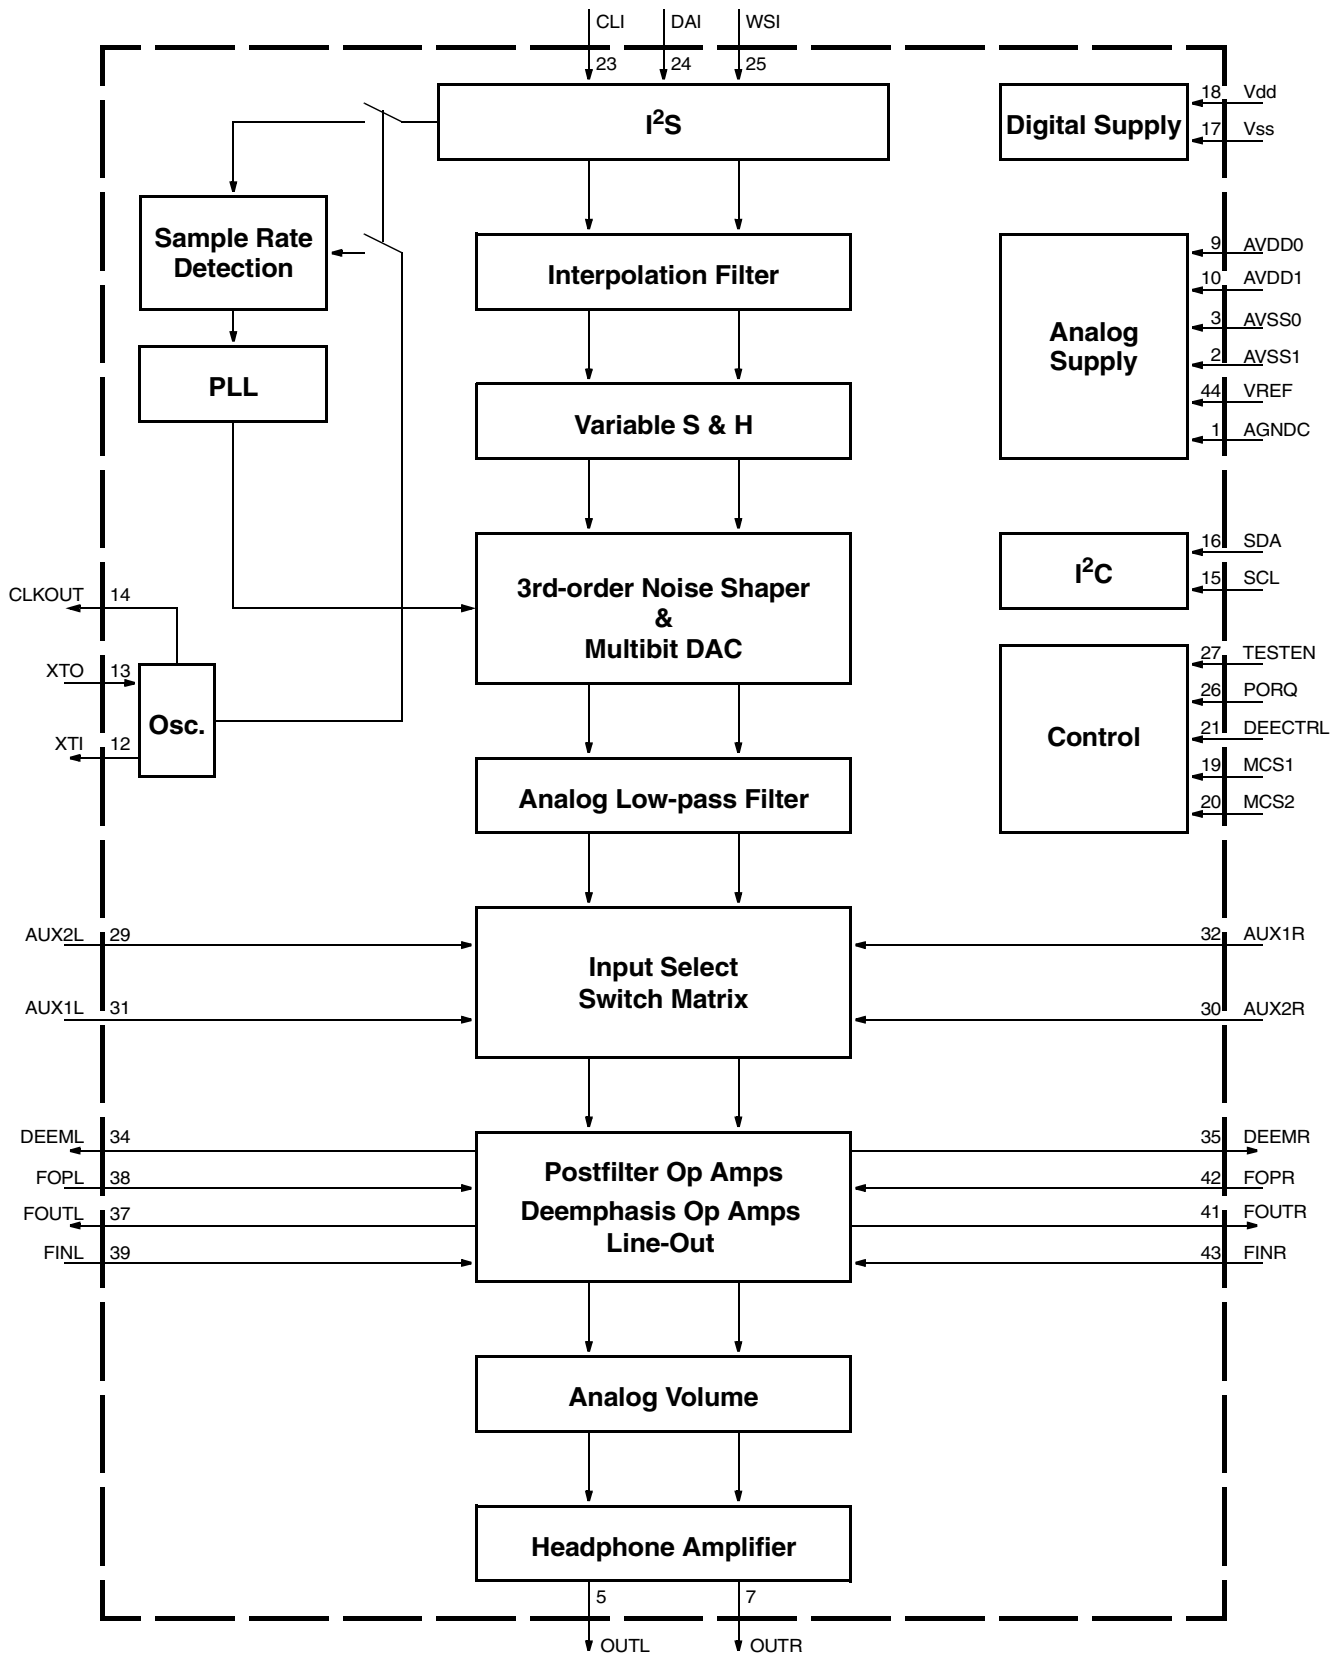 CLI DAI WSI
23 24 25
I²S
Digital Supply
18 Vdd
17 Vss
Sample Rate
Detection
Interpolation Filter
Analog
Supply
9 AVDD0
10 AVDD1
3 AVSS0
2 AVSS1
44 VREF
1 AGNDC
PLL
Variable S & H
I²C
16 SDA
15 SCL
3rd-order Noise Shaper
&
Multibit DAC
CLKOUT 14
XTO 13
XTI 12
Osc.
Control
27 TESTEN
26 PORQ
21 DEECTRL
19 MCS1
20 MCS2
Analog Low-pass Filter
AUX2L 29
AUX1L 31
Input Select
Switch Matrix
32 AUX1R
30 AUX2R
DEEML 34
FOPL 38
FOUTL 37
FINL 39
Postfilter Op Amps
Deemphasis Op Amps
Line-Out
35 DEEMR
42 FOPR
41 FOUTR
43 FINR
Analog Volume
Headphone Amplifier
5 7
OUTL OUTR